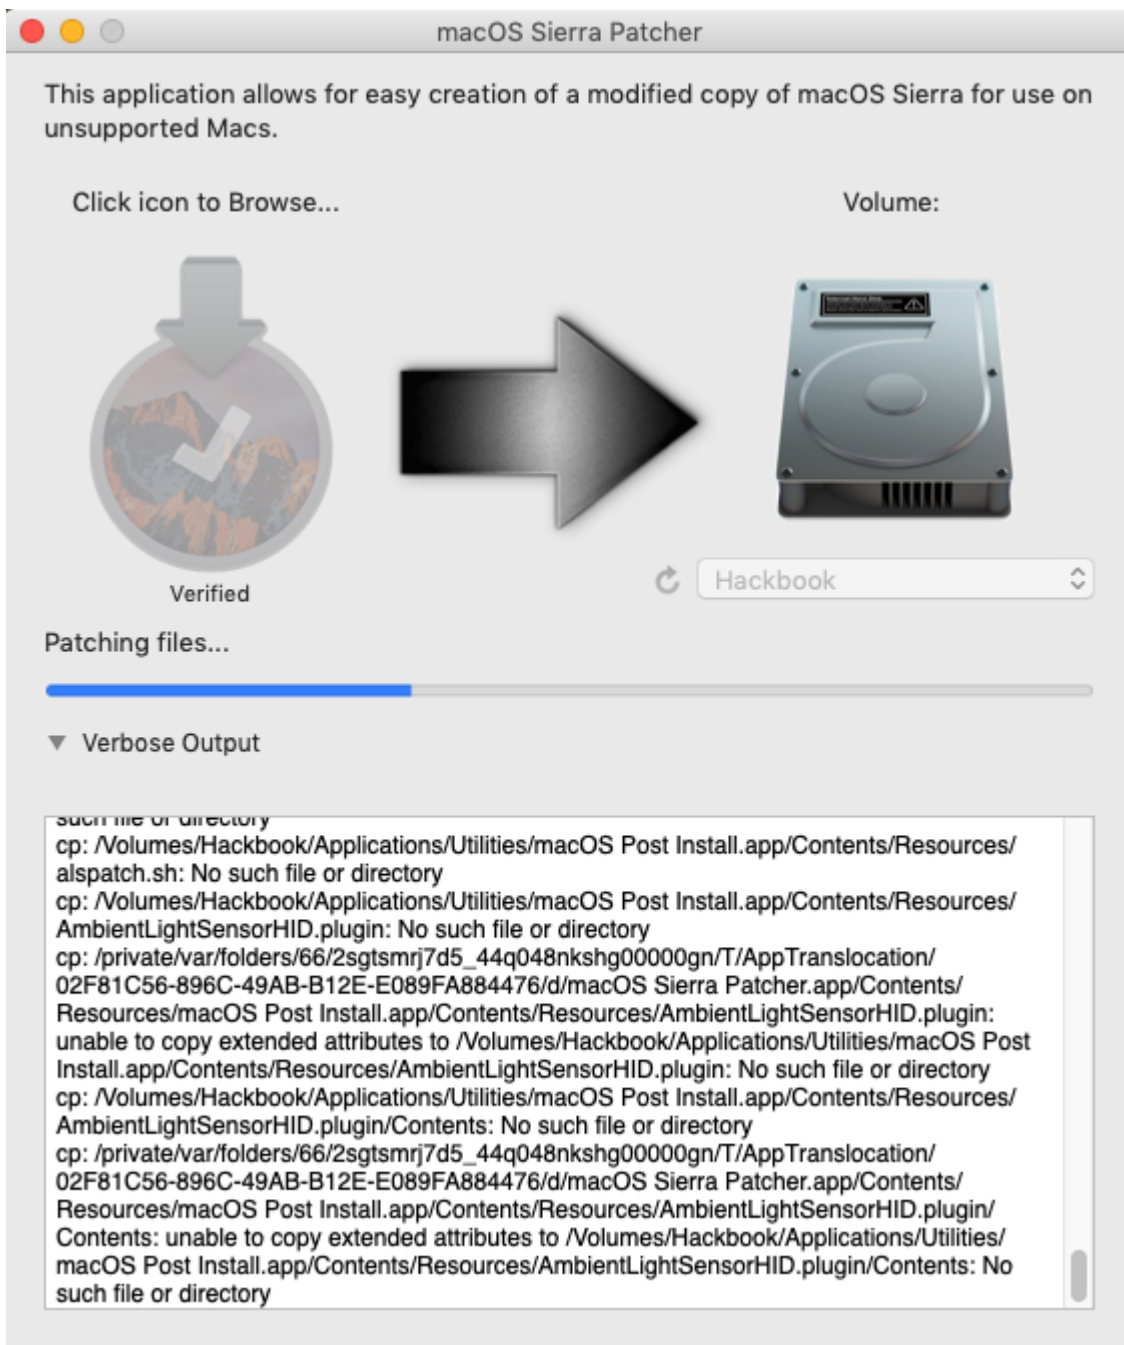 macOS Sierra Patcher
This application allows for easy creation of a modified copy of macOS Sierra for use on
unsupported Macs.
Click icon to Browse...
Volume:
Verified
Hackbook
Patching files...
Verbose Output
such file or directory
cp: /Volumes/Hackbook/Applications/Utilities/macOS Post Install.app/Contents/Resources/
alspatch.sh: No such file or directory
cp: /Volumes/Hackbook/Applications/Utilities/macOS Post Install.app/Contents/Resources/
AmbientLightSensorHID.plugin: No such file or directory
cp: /private/var/folders/66/2sgtsmrj7d5_44q048nkshg00000gn/T/AppTranslocation/
02F81C56-896C-49AB-B12E-E089FA884476/d/macOS Sierra Patcher.app/Contents/
Resources/macOS Post Install.app/Contents/Resources/AmbientLightSensorHID.plugin:
unable to copy extended attributes to /Volumes/Hackbook/Applications/Utilities/macOS Post
Install.app/Contents/Resources/AmbientLightSensorHID.plugin: No such file or directory
cp: /Volumes/Hackbook/Applications/Utilities/macOS Post Install.app/Contents/Resources/
AmbientLightSensorHID.plugin/Contents: No such file or directory
cp: /private/var/folders/66/2sgtsmrj7d5_44q048nkshg00000gn/T/AppTranslocation/
02F81C56-896C-49AB-B12E-E089FA884476/d/macOS Sierra Patcher.app/Contents/
Resources/macOS Post Install.app/Contents/Resources/AmbientLightSensorHID.plugin/
Contents: unable to copy extended attributes to /Volumes/Hackbook/Applications/Utilities/
macOS Post Install.app/Contents/Resources/AmbientLightSensorHID.plugin/Contents: No
such file or directory